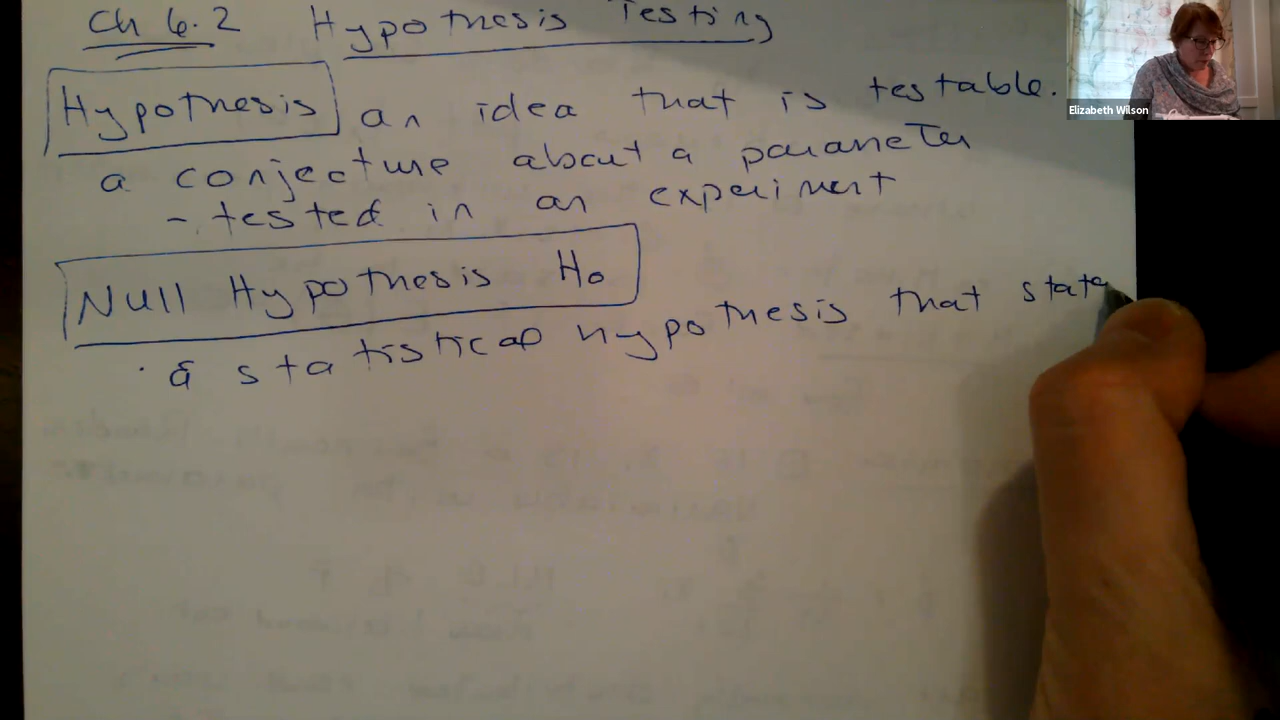 Ch 6.2 Hypothesis Testing
Hypothesis an idea that is testable.
a conjecture about a parameter
- tested in an experiment
Null Hypothesis H₀
. a statistical hypothesis that state
Elizabeth Wilson